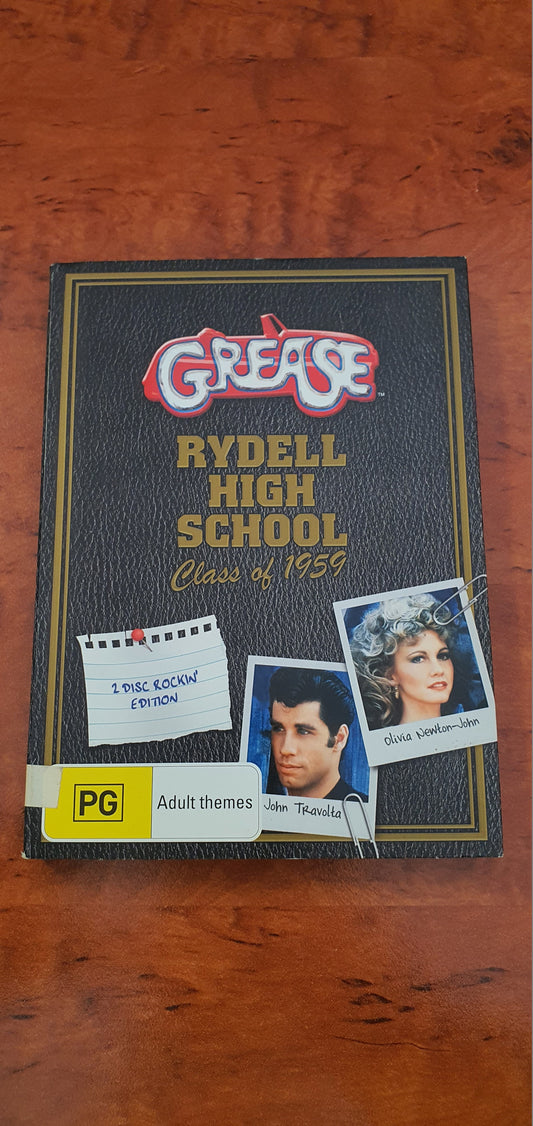 GREASE
™
RYDELL
HIGH
SCHOOL
Class of 1959
2 DISC ROCKIN'
EDITION
Olivia Newton-John
John Travolta
PG
Adult themes